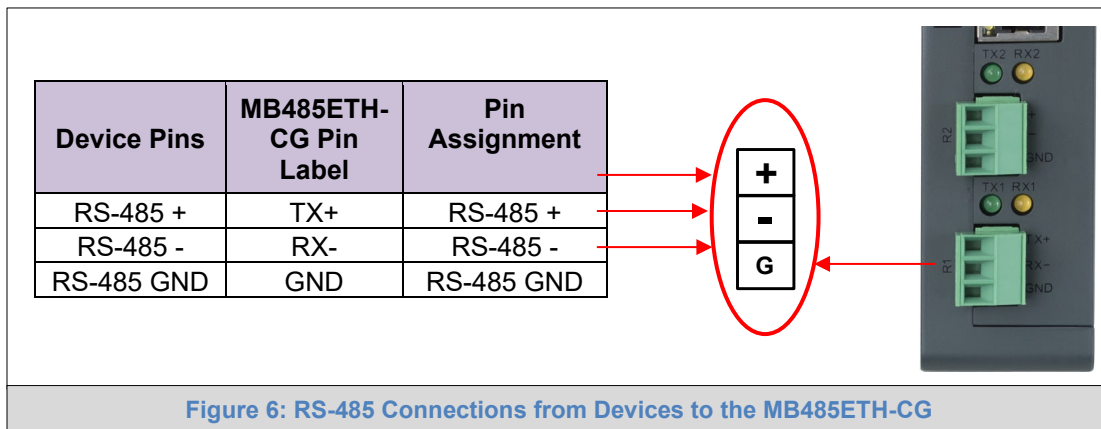 Device Pins MB485ETH-CG Pin Label Pin Assignment
RS-485 + TX+ RS-485 +
RS-485 - RX- RS-485 -
RS-485 GND GND RS-485 GND
+
-
G
TX2 RX2
+
-
R2
GND
TX1 RX1
TX+
R1
RX-
GND
Figure 6: RS-485 Connections from Devices to the MB485ETH-CG